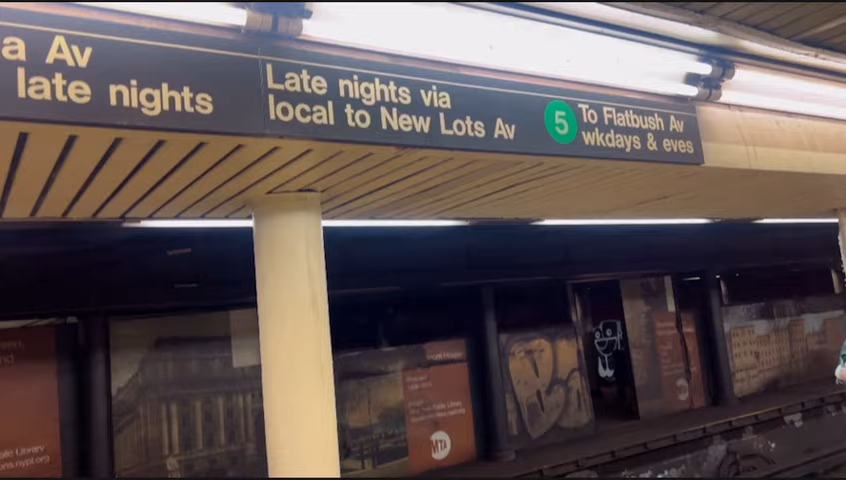 a Av
late nights
Late nights via
local to New Lots Av
5
To Flatbush Av
wkdays & eves
MTA